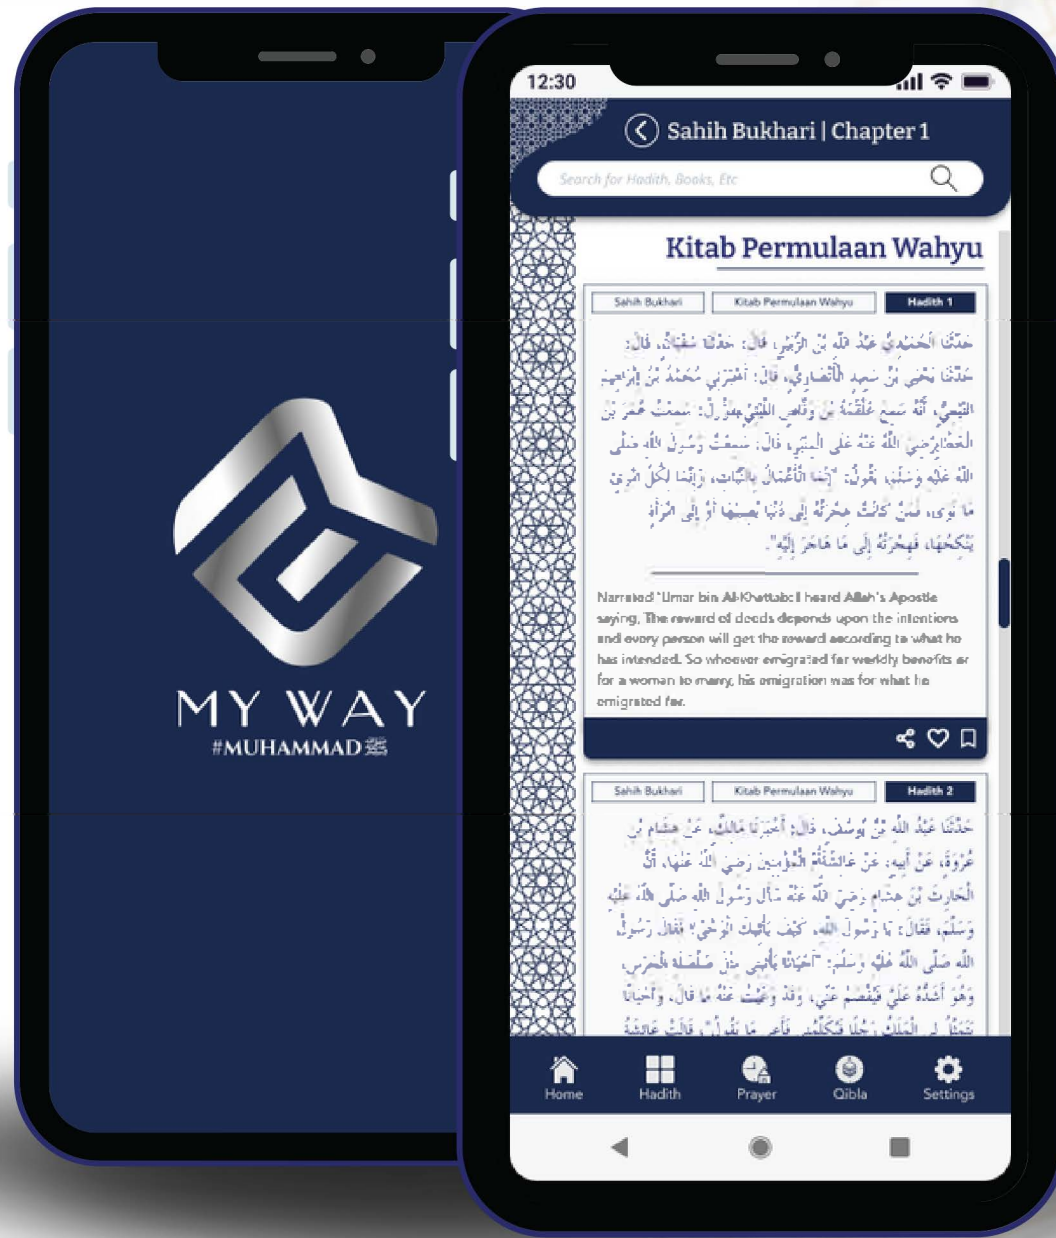 MY WAY
#MUHAMMADﷺ
12:30
Sahih Bukhari | Chapter 1
Search for Hadith, Books, Etc
Kitab Permulaan Wahyu
Sahih Bukhari
Kitab Permulaan Wahyu
Hadith 1
حَدَّثَنَا الْحُمَيْدِيُّ عَبْدُ اللَّهِ بْنُ الزُّبَيْرِ، قَالَ: حَدَّثَنَا سُفْيَانُ، قَالَ:
حَدَّثَنَا يَحْيَى بْنُ سَعِيدٍ الْأَنْصَارِيُّ، قَالَ: أَخْبَرَنِي مُحَمَّدُ بْنُ إِبْرَاهِيمَ
التَّيْمِيُّ، أَنَّهُ سَمِعَ عَلْقَمَةَ بْنَ وَقَّاصٍ اللَّيْثِيَّ يَقُولُ: سَمِعْتُ عُمَرَ بْنَ
الْخَطَّابِ رَضِيَ اللَّهُ عَنْهُ عَلَى الْمِنْبَرِ، قَالَ: سَمِعْتُ رَسُولَ اللَّهِ صَلَّى
اللَّهُ عَلَيْهِ وَسَلَّمَ، يَقُولُ: "إِنَّمَا الْأَعْمَالُ بِالنِّيَّاتِ، وَإِنَّمَا لِكُلِّ امْرِئٍ
مَا نَوَى، فَمَنْ كَانَتْ هِجْرَتُهُ إِلَى دُنْيَا يُصِيبُهَا أَوْ إِلَى امْرَأَةٍ
يَنْكِحُهَا، فَهِجْرَتُهُ إِلَى مَا هَاجَرَ إِلَيْهِ".
Narrated 'Umar bin Al-Khattab: I heard Allah's Apostle
saying, The reward of deeds depends upon the intentions
and every person will get the reward according to what he
has intended. So whoever emigrated for worldly benefits or
for a woman to marry, his emigration was for what he
emigrated for.
Sahih Bukhari
Kitab Permulaan Wahyu
Hadith 2
حَدَّثَنَا عَبْدُ اللَّهِ بْنُ يُوسُفَ، قَالَ: أَخْبَرَنَا مَالِكٌ، عَنْ هِشَامِ بْنِ
عُرْوَةَ، عَنْ أَبِيهِ، عَنْ عَائِشَةَ أُمِّ الْمُؤْمِنِينَ رَضِيَ اللَّهُ عَنْهَا، أَنَّ
الْحَارِثَ بْنَ هِشَامٍ رَضِيَ اللَّهُ عَنْهُ سَأَلَ رَسُولَ اللَّهِ صَلَّى اللَّهُ عَلَيْهِ
وَسَلَّمَ، فَقَالَ: يَا رَسُولَ اللَّهِ، كَيْفَ يَأْتِيكَ الْوَحْيُ؟ فَقَالَ رَسُولُ
اللَّهِ صَلَّى اللَّهُ عَلَيْهِ وَسَلَّمَ: "أَحْيَانًا يَأْتِينِي مِثْلَ صَلْصَلَةِ الْجَرَسِ،
وَهُوَ أَشَدُّهُ عَلَيَّ فَيُفْصَمُ عَنِّي، وَقَدْ وَعَيْتُ عَنْهُ مَا قَالَ، وَأَحْيَانًا
يَتَمَثَّلُ لِي الْمَلَكُ رَجُلًا فَيُكَلِّمُنِي فَأَعِي مَا يَقُولُ"، قَالَتْ عَائِشَةُ
Home
Hadith
Prayer
Qibla
Settings